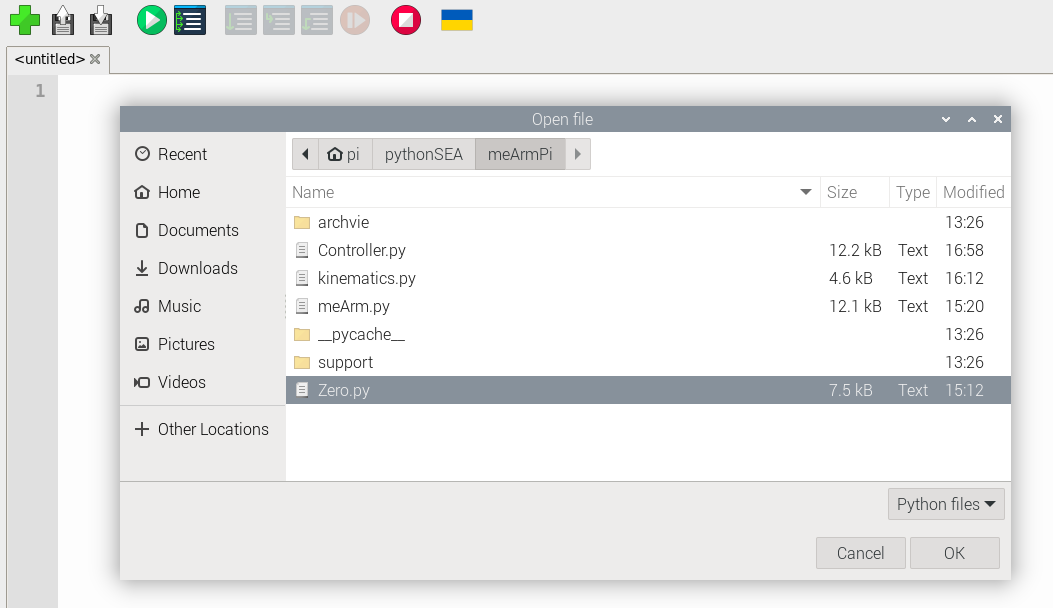 <untitled>
1
Open file
Recent
Home
Documents
Downloads
Music
Pictures
Videos
Other Locations
pi pythonSEA meArmPi
Name Size Type Modified
archvie 13:26
Controller.py 12.2 kB Text 16:58
kinematics.py 4.6 kB Text 16:12
meArm.py 12.1 kB Text 15:20
__pycache__ 13:26
support 13:26
Zero.py 7.5 kB Text 15:12
Python files
Cancel OK